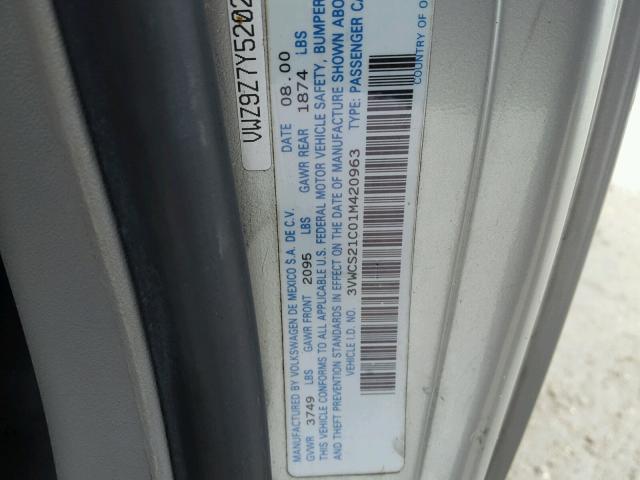 VWZ9Z7Y5202
MANUFACTURED BY VOLKSWAGEN DE MEXICO S.A. DE C.V. DATE 08.00
GVWR 3749 LBS GAWR FRONT 2095 LBS GAWR REAR 1874 LBS
THIS VEHICLE CONFORMS TO ALL APPLICABLE U.S. FEDERAL MOTOR VEHICLE SAFETY, BUMPER
THEFT PREVENTION STANDARDS IN EFFECT ON THE DATE OF MANUFACTURE SHOWN ABO
VEHICLE I.D. NO. 3VWCS21C01M420963 TYPE: PASSENGER CA
COUNTRY OF O